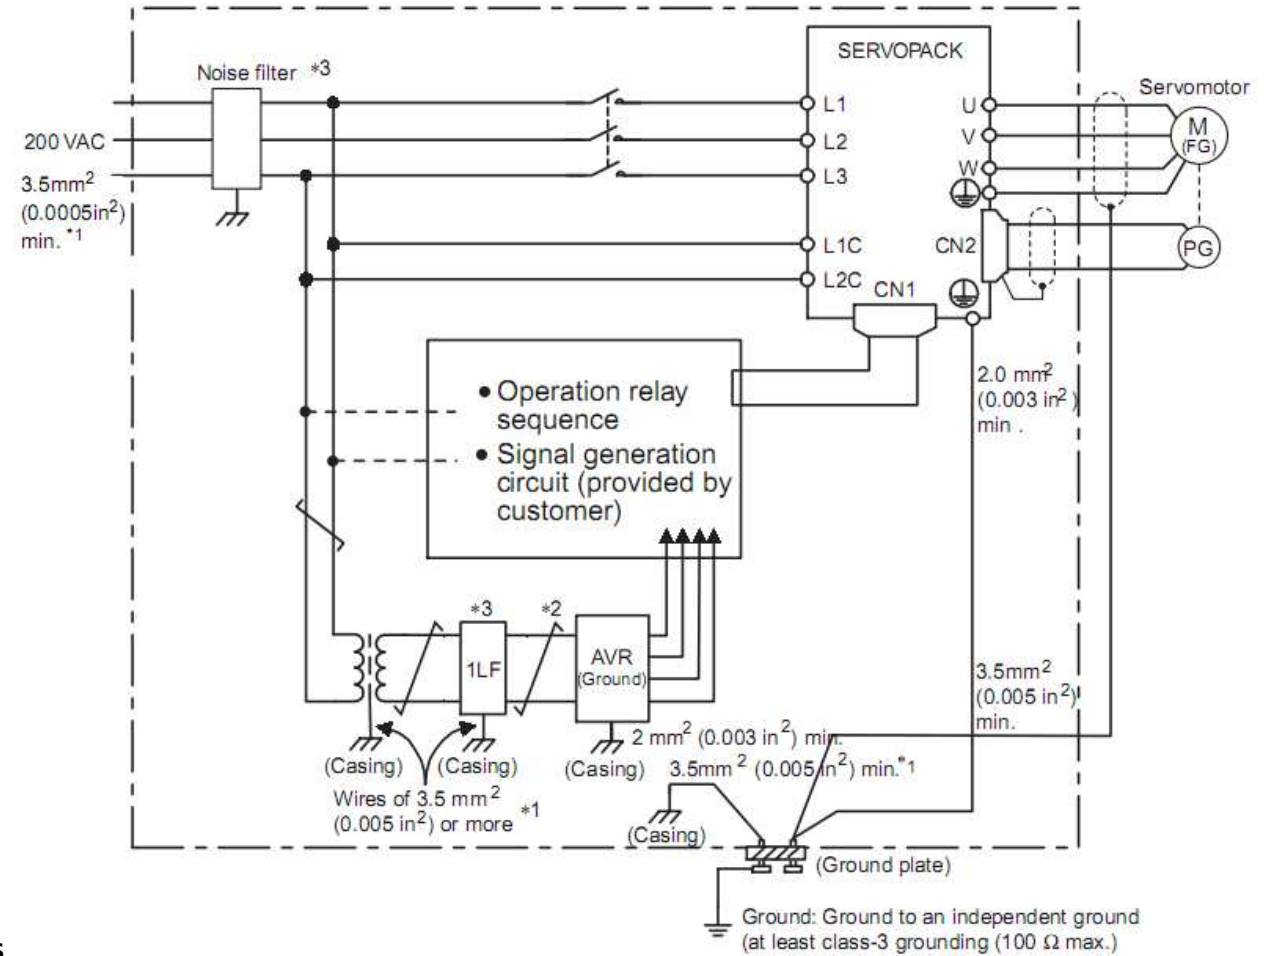 SERVOPACK
Noise filter *3
Servomotor
L1
U
M
(FG)
200 VAC
L2
V
W
L3
3.5mm2
(0.0005in2)
min. *1
L1C
CN2
PG
L2C
CN1
• Operation relay
sequence
• Signal generation
circuit (provided by
customer)
2.0 mm2
(0.003 in2)
min .
*3
*2
1LF
AVR
(Ground)
3.5mm2
(0.005 in2)
min.
2 mm2 (0.003 in2) min.
(Casing)
(Casing)
(Casing)
3.5mm2 (0.005in2) min.*1
Wires of 3.5 mm2
(0.005 in2) or more *1
(Casing)
(Ground plate)
Ground: Ground to an independent ground
(at least class-3 grounding (100 Ω max.)